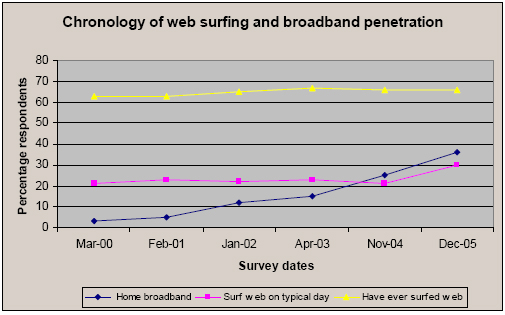 Chronology of web surfing and broadband penetration
80
70
60
50
40
30
20
10
0
Percentage respondents
Mar-00 Feb-01 Jan-02 Apr-03 Nov-04 Dec-05
Survey dates
Home broadband Surf web on typical day Have ever surfed web